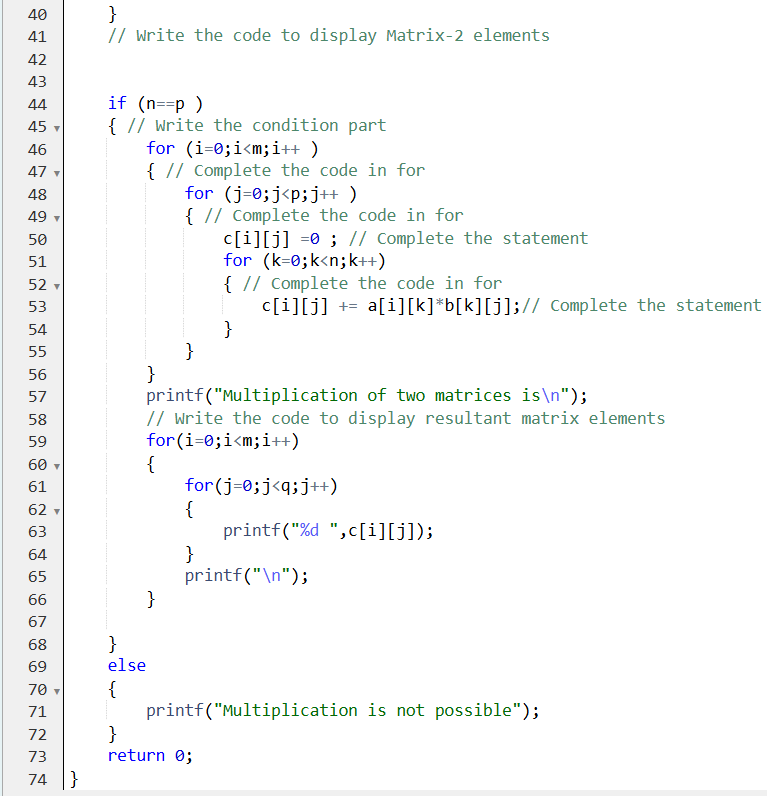 40 }
41 // Write the code to display Matrix-2 elements
42
43
44 if (n==p )
45 { // Write the condition part
46 for (i=0;i<m;i++ )
47 { // Complete the code in for
48 for (j=0;j<p;j++ )
49 { // Complete the code in for
50 c[i][j] =0 ; // Complete the statement
51 for (k=0;k<n;k++)
52 { // Complete the code in for
53 c[i][j] += a[i][k]*b[k][j];// Complete the statement
54 }
55 }
56 }
57 printf("Multiplication of two matrices is\n");
58 // Write the code to display resultant matrix elements
59 for(i=0;i<m;i++)
60 {
61 for(j=0;j<q;j++)
62 {
63 printf("%d ",c[i][j]);
64 }
65 printf("\n");
66 }
67
68 }
69 else
70 {
71 printf("Multiplication is not possible");
72 }
73 return 0;
74 }